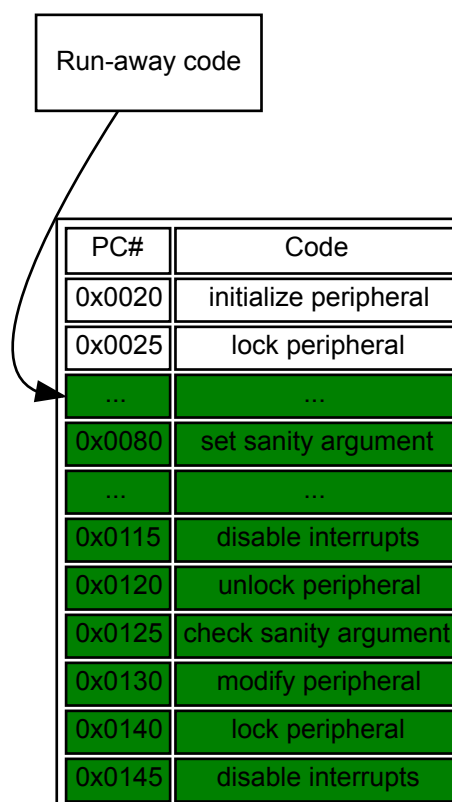 Run-away code
PC# Code
0x0020 initialize peripheral
0x0025 lock peripheral
... ...
0x0080 set sanity argument
... ...
0x0115 disable interrupts
0x0120 unlock peripheral
0x0125 check sanity argument
0x0130 modify peripheral
0x0140 lock peripheral
0x0145 disable interrupts